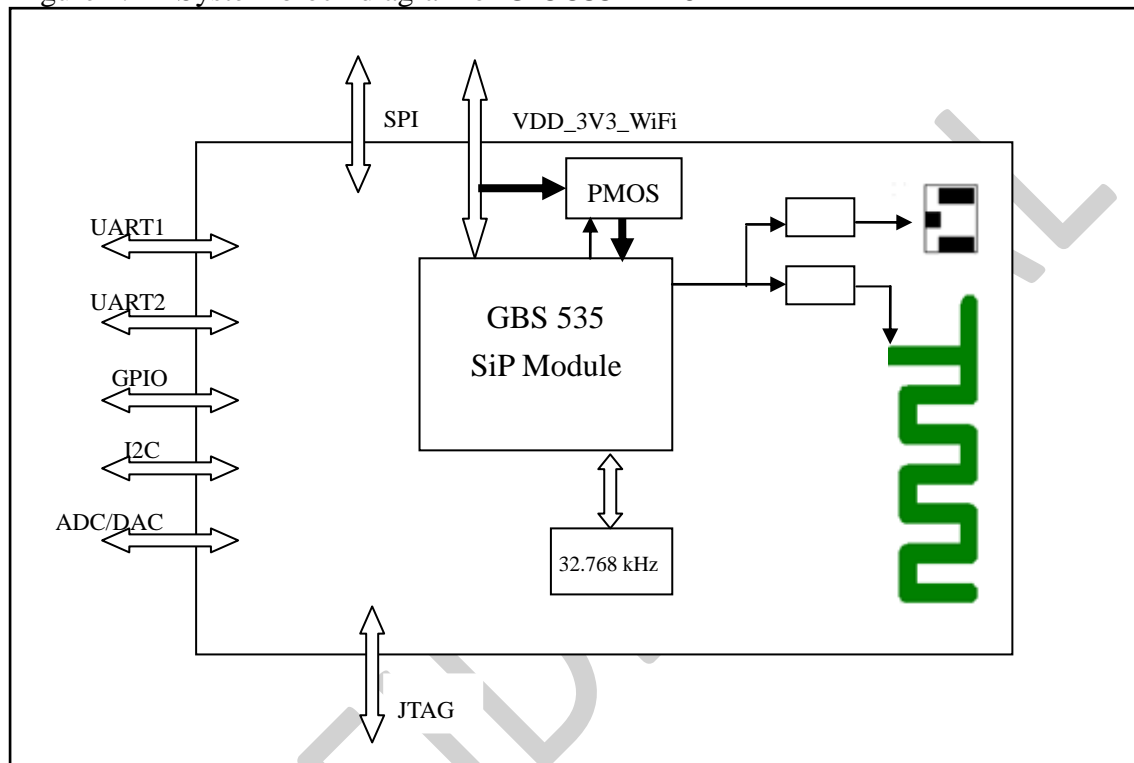 SPI
VDD_3V3_WiFi
PMOS
UART1
UART2
GBS 535
SiP Module
GPIO
I2C
ADC/DAC
32.768 kHz
JTAG